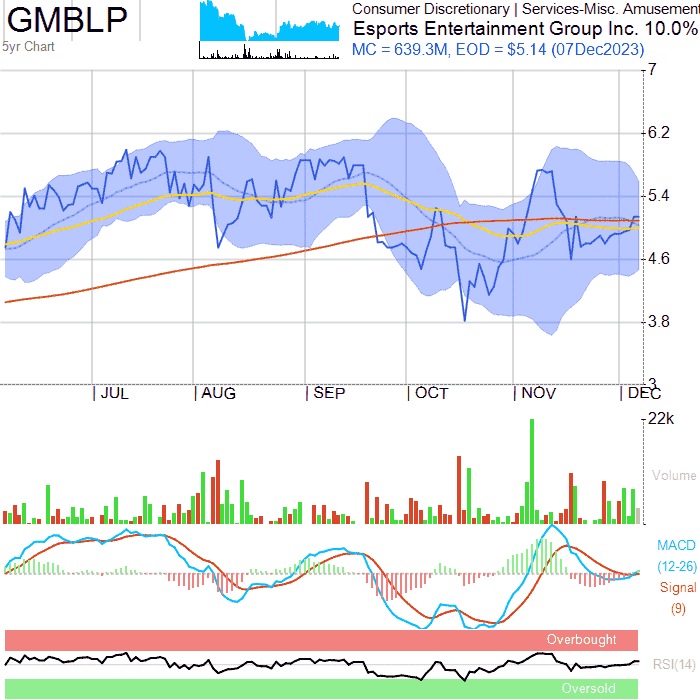 GMBLP
5yr Chart
Consumer Discretionary | Services-Misc. Amusement
Esports Entertainment Group Inc. 10.0%
MC = 639.3M, EOD = $5.14 (07Dec2023)
7
6.2
5.4
4.6
3.8
3
JUL AUG SEP OCT NOV DEC
22k
Volume
MACD
(12-26)
Signal
(9)
Overbought
RSI(14)
Oversold